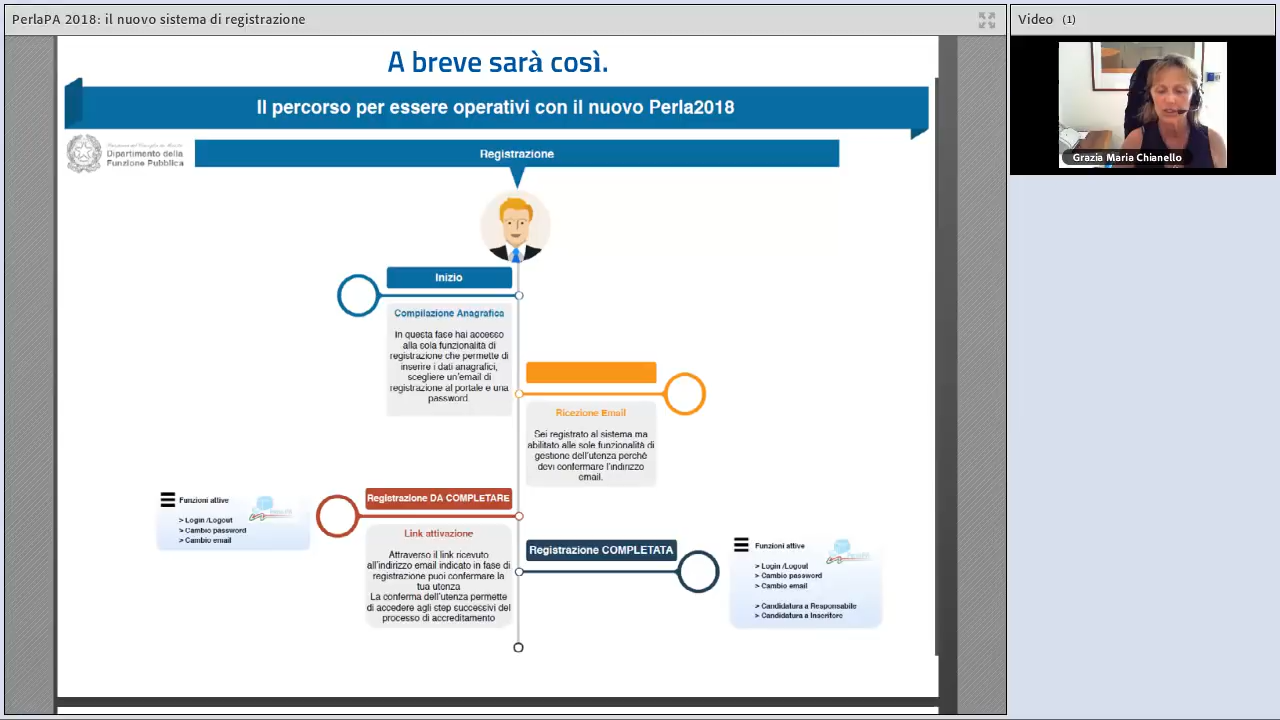 PerlaPA 2018: il nuovo sistema di registrazione
Video (1)
A breve sarà così.
Il percorso per essere operativi con il nuovo Perla2018
Dipartimento della
Funzione Pubblica
Registrazione
Grazia Maria Chianello
Inizio
Compilazione Anagrafica
In questa fase hai accesso
alla sola funzionalità di
registrazione che permette di
inserire i dati anagrafici,
scegliere un'email di
registrazione al portale e una
password.
Ricezione Email
Sei registrato al sistema ma
abilitato alle sole funzionalità di
gestione dell'utenza perché
devi confermare l'indirizzo
email.
Funzioni attive
> Login /Logout
> Cambio password
> Cambio email
Registrazione DA COMPLETARE
Link attivazione
Attraverso il link ricevuto
all'indirizzo email indicato in fase di
registrazione puoi confermare la
tua utenza
La conferma dell'utenza permette
di accedere agli step successivi del
processo di accreditamento
Registrazione COMPLETATA
Funzioni attive
> Login /Logout
> Cambio password
> Cambio email
> Candidatura a Responsabile
> Candidatura a Inseritore